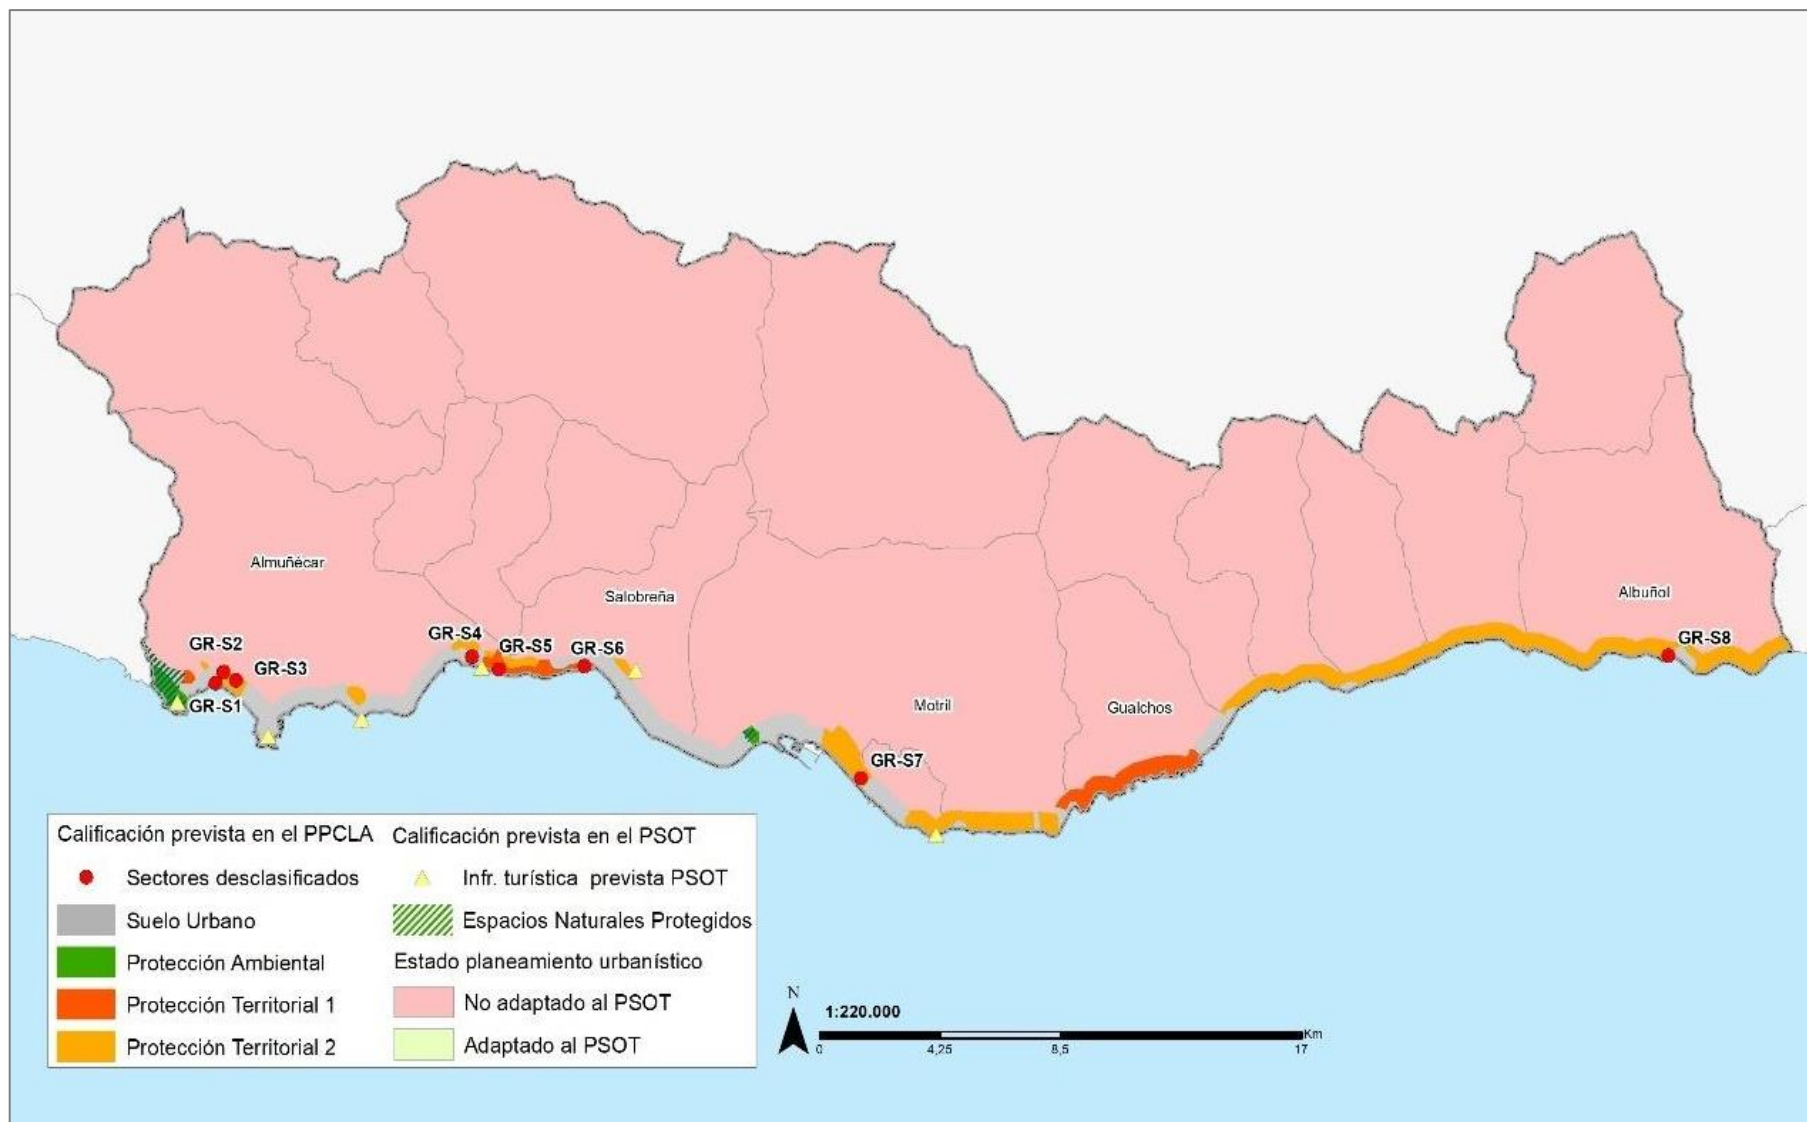 Almuñécar
Salobreña
Albuñol
GR-S2
GR-S3
GR-S1
GR-S4
GR-S5
GR-S6
Motril
Gualchos
GR-S7
GR-S8
Calificación prevista en el PPCLA
Sectores desclasificados
Suelo Urbano
Protección Ambiental
Protección Territorial 1
Protección Territorial 2
Calificación prevista en el PSOT
Infr. turística prevista PSOT
Espacios Naturales Protegidos
Estado planeamiento urbanístico
No adaptado al PSOT
Adaptado al PSOT
N
1:220.000
Km
0 4,25 8,5 17